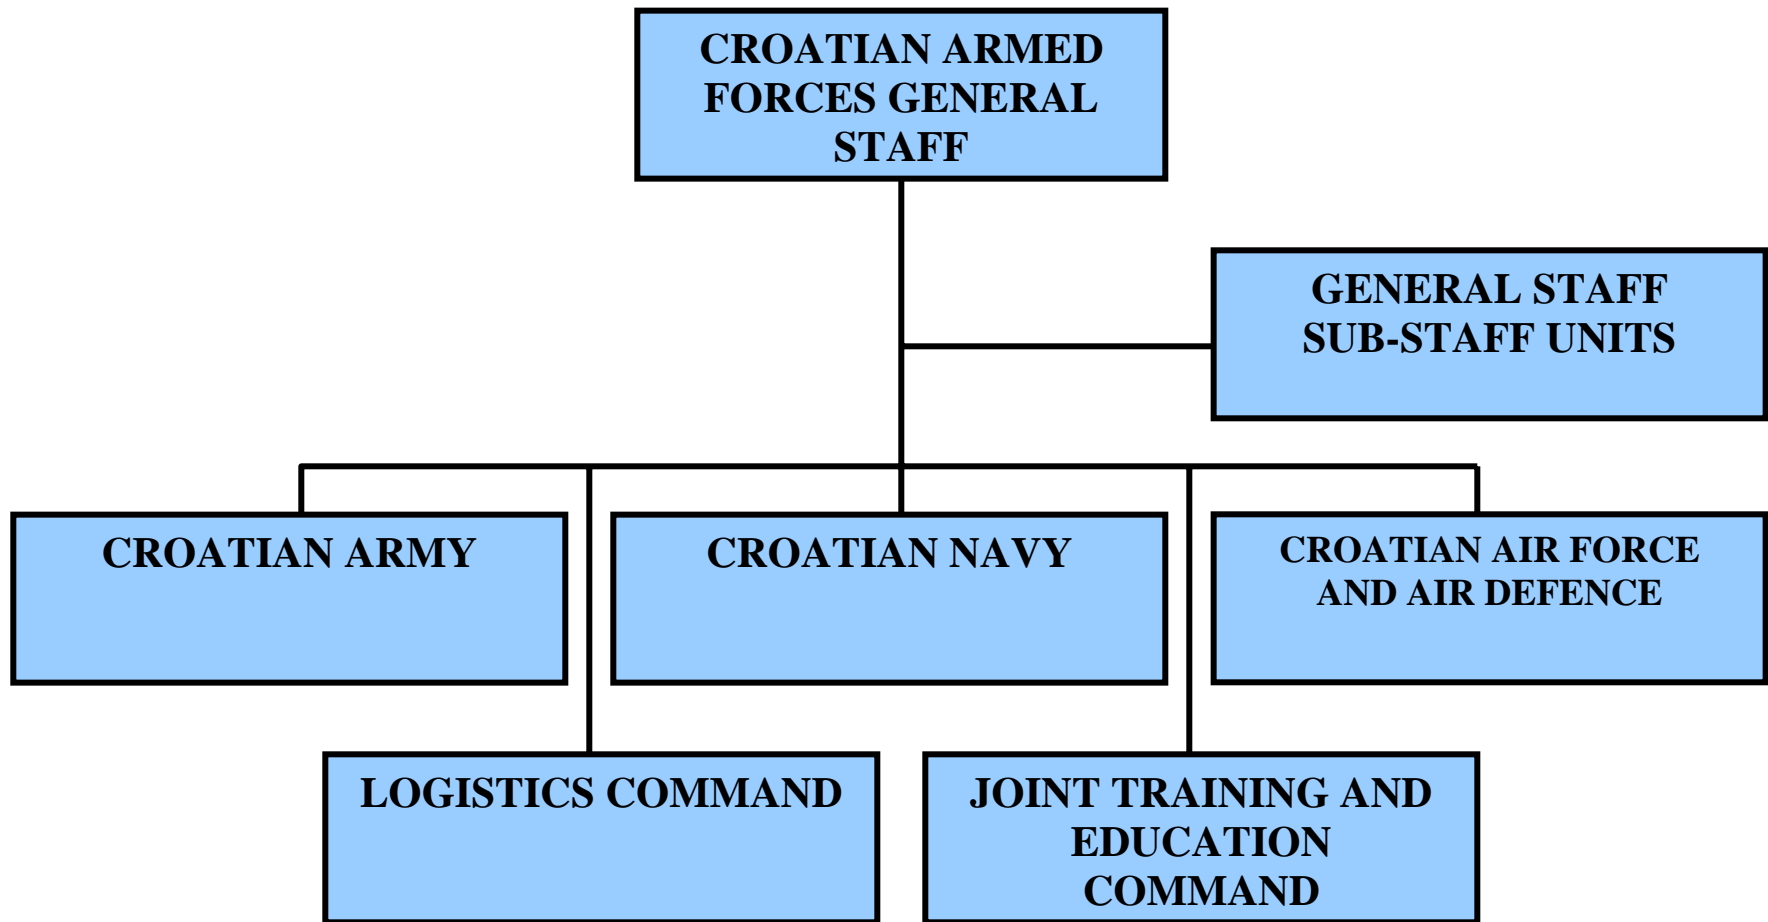 CROATIAN ARMED
FORCES GENERAL
STAFF
GENERAL STAFF
SUB-STAFF UNITS
CROATIAN ARMY
CROATIAN NAVY
CROATIAN AIR FORCE
AND AIR DEFENCE
LOGISTICS COMMAND
JOINT TRAINING AND
EDUCATION
COMMAND